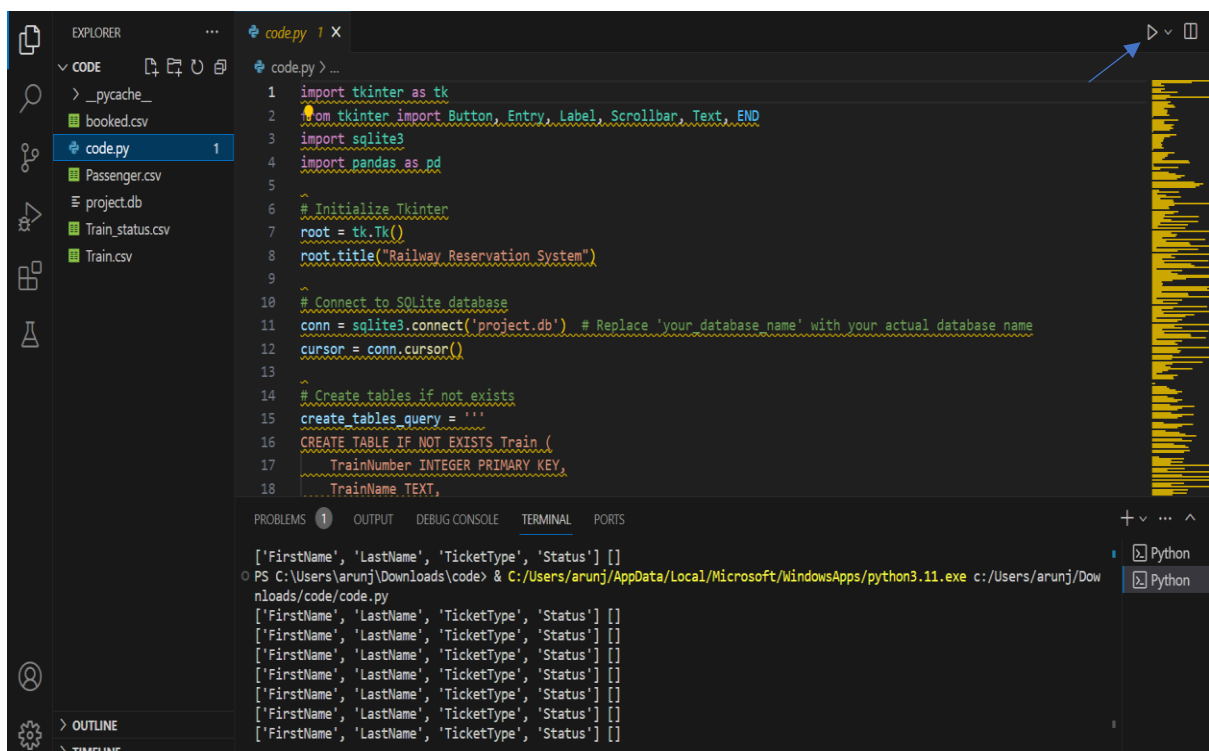 EXPLORER ...
CODE
__pycache__
booked.csv
code.py 1
Passenger.csv
project.db
Train_status.csv
Train.csv
OUTLINE
TIMELINE
code.py 1 X
code.py > ...
1 import tkinter as tk
2 from tkinter import Button, Entry, Label, Scrollbar, Text, END
3 import sqlite3
4 import pandas as pd
5
6 # Initialize Tkinter
7 root = tk.Tk()
8 root.title("Railway Reservation System")
9
10 # Connect to SQLite database
11 conn = sqlite3.connect('project.db') # Replace 'your_database_name' with your actual database name
12 cursor = conn.cursor()
13
14 # Create tables if not exists
15 create_tables_query = '''
16 CREATE TABLE IF NOT EXISTS Train (
17 TrainNumber INTEGER PRIMARY KEY,
18 TrainName TEXT,
PROBLEMS 1 OUTPUT DEBUG CONSOLE TERMINAL PORTS
['FirstName', 'LastName', 'TicketType', 'Status'] []
PS C:\Users\arunj\Downloads\code> & C:/Users/arunj/AppData/Local/Microsoft/WindowsApps/python3.11.exe c:/Users/arunj/Dow
nloads/code/code.py
['FirstName', 'LastName', 'TicketType', 'Status'] []
['FirstName', 'LastName', 'TicketType', 'Status'] []
['FirstName', 'LastName', 'TicketType', 'Status'] []
['FirstName', 'LastName', 'TicketType', 'Status'] []
['FirstName', 'LastName', 'TicketType', 'Status'] []
['FirstName', 'LastName', 'TicketType', 'Status'] []
['FirstName', 'LastName', 'TicketType', 'Status'] []
Python
Python